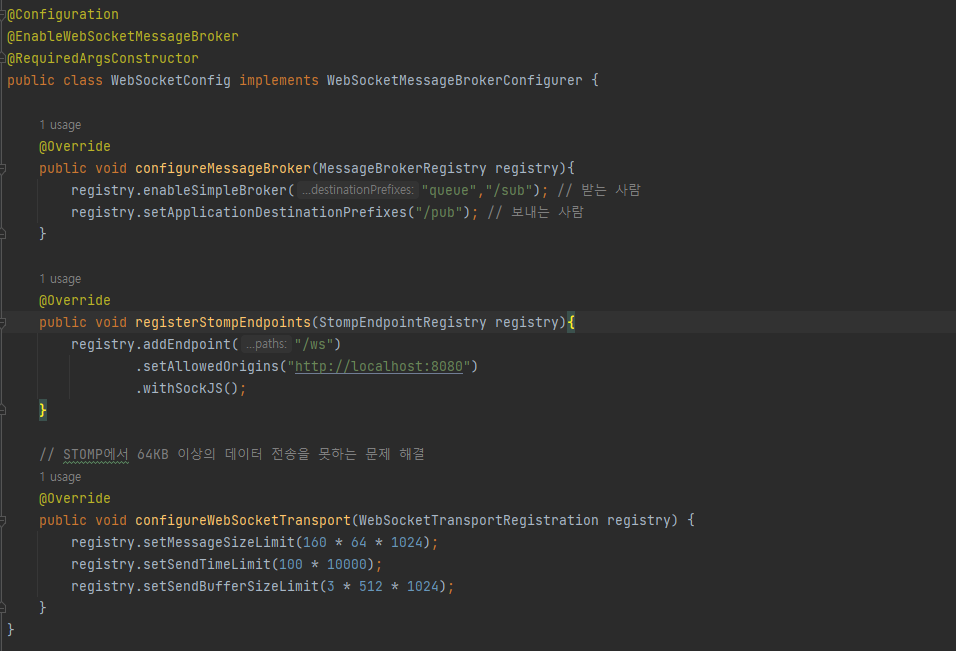 @Configuration
@EnableWebSocketMessageBroker
@RequiredArgsConstructor
public class WebSocketConfig implements WebSocketMessageBrokerConfigurer {
1 usage
@Override
public void configureMessageBroker(MessageBrokerRegistry registry){
registry.enableSimpleBroker( ...destinationPrefixes: "queue","/sub"); // 받는 사람
registry.setApplicationDestinationPrefixes("/pub"); // 보내는 사람
}
1 usage
@Override
public void registerStompEndpoints(StompEndpointRegistry registry){
registry.addEndpoint( ...paths: "/ws")
.setAllowedOrigins("http://localhost:8080")
.withSockJS();
}
// STOMP에서 64KB 이상의 데이터 전송을 못하는 문제 해결
1 usage
@Override
public void configureWebSocketTransport(WebSocketTransportRegistration registry) {
registry.setMessageSizeLimit(160 * 64 * 1024);
registry.setSendTimeLimit(100 * 10000);
registry.setSendBufferSizeLimit(3 * 512 * 1024);
}
}